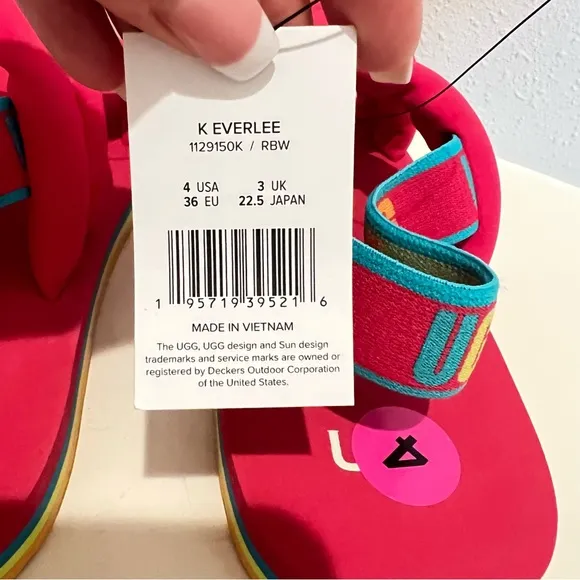 K EVERLEE
1129150K / RBW
4 USA 3 UK
36 EU 22.5 JAPAN
1 95719 39521 6
MADE IN VIETNAM
The UGG, UGG design and Sun design
trademarks and service marks are owned or
registered by Deckers Outdoor Corporation
of the United States.
U
4